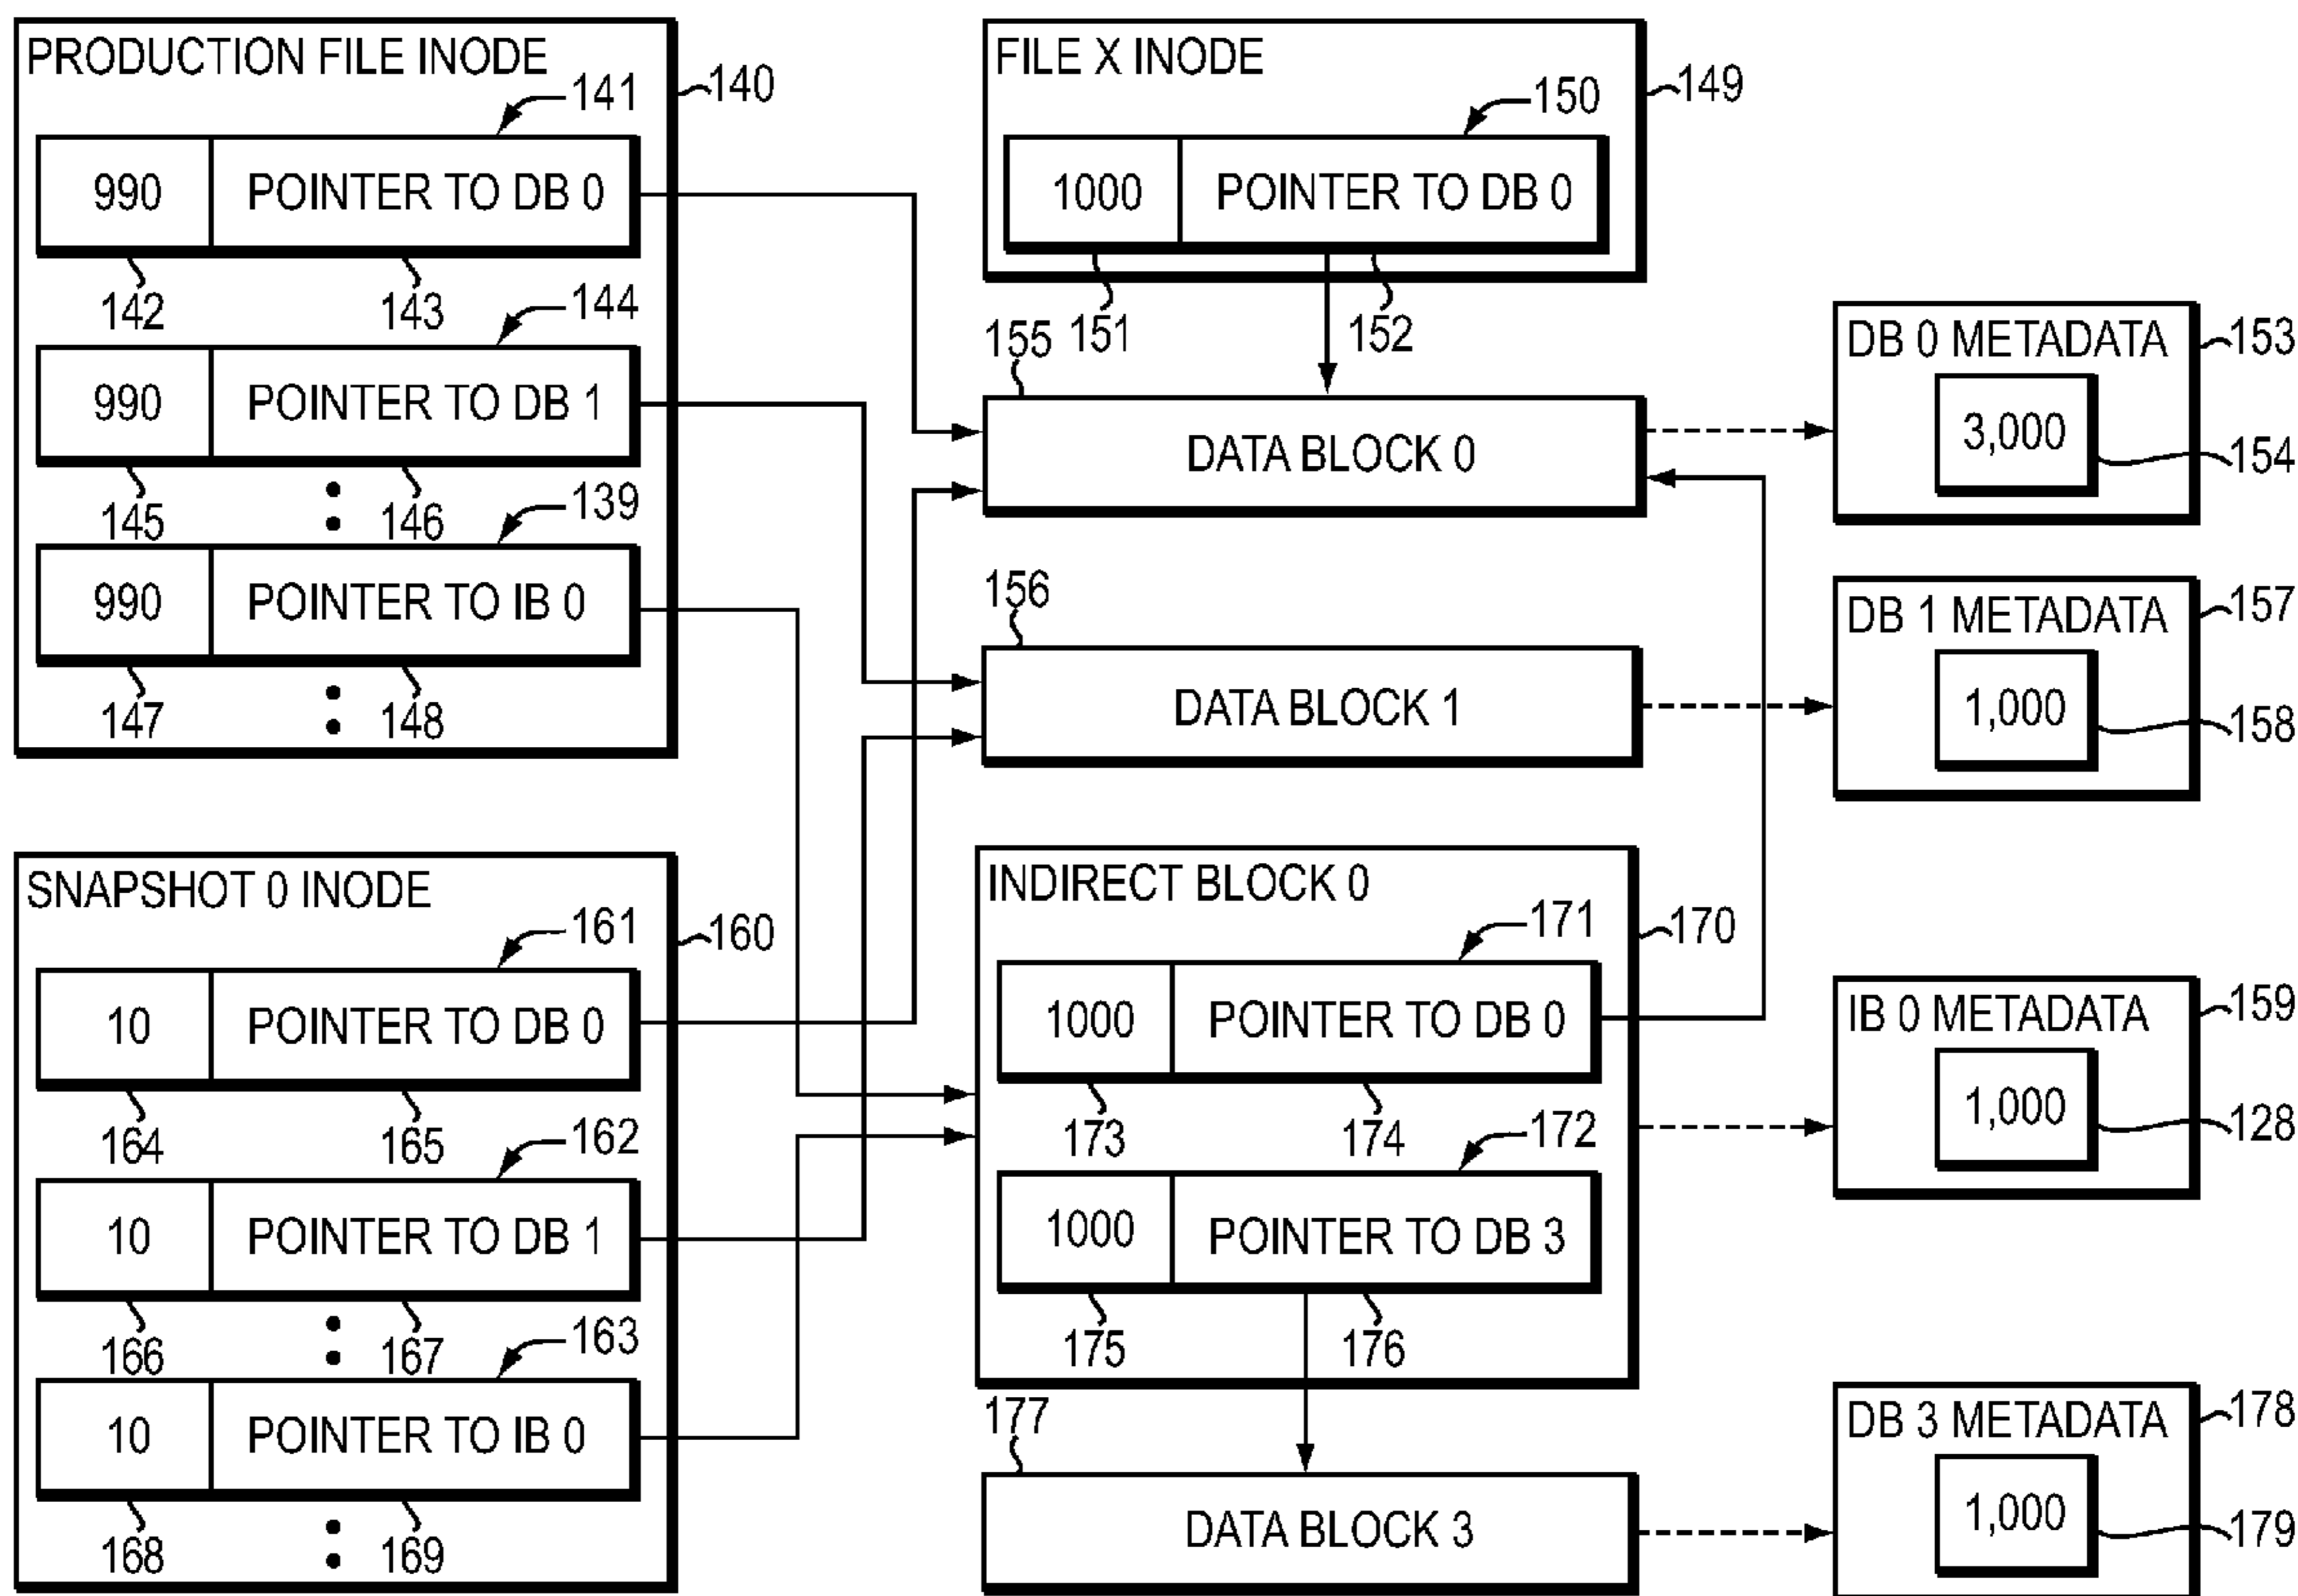 PRODUCTION FILE INODE
140
141
990 POINTER TO DB 0
142 143
144
990 POINTER TO DB 1
145 146
139
990 POINTER TO IB 0
147 148
SNAPSHOT 0 INODE
160
161
10 POINTER TO DB 0
164 165
162
10 POINTER TO DB 1
166 167
163
10 POINTER TO IB 0
168 169
FILE X INODE
149
150
1000 POINTER TO DB 0
151 152
155
DATA BLOCK 0
156
DATA BLOCK 1
INDIRECT BLOCK 0
170
171
1000 POINTER TO DB 0
173 174
172
1000 POINTER TO DB 3
175 176
177
DATA BLOCK 3
DB 0 METADATA
153
3,000
154
DB 1 METADATA
157
1,000
158
IB 0 METADATA
159
1,000
128
DB 3 METADATA
178
1,000
179